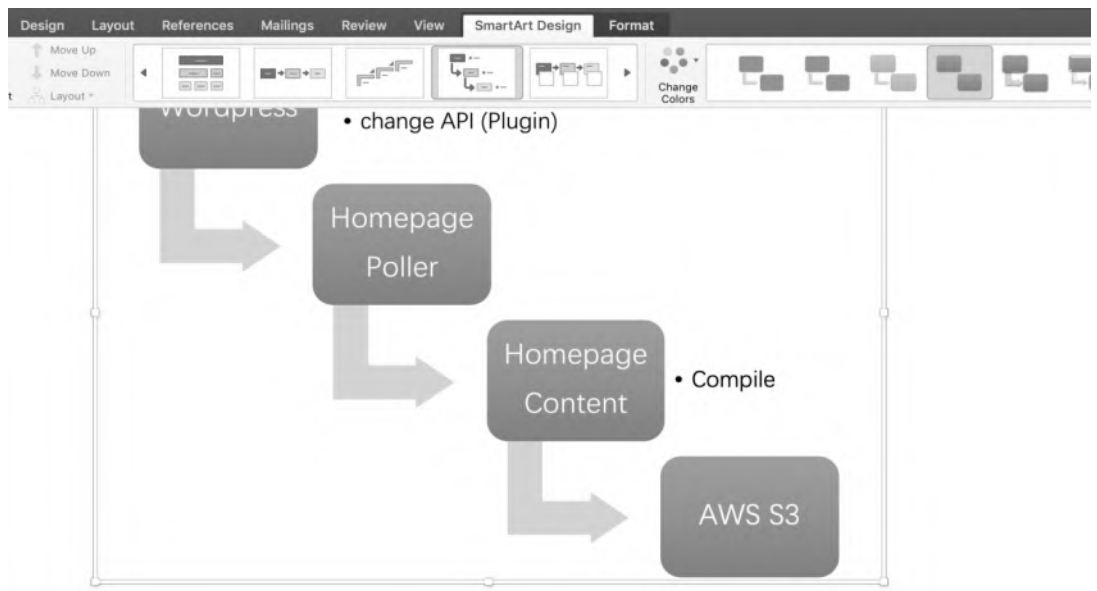 Design Layout References Mailings Review View SmartArt Design Format
Move Up
Move Down
t Layout
Change
Colors
Wordpress
• change API (Plugin)
Homepage
Poller
Homepage
Content
• Compile
AWS S3